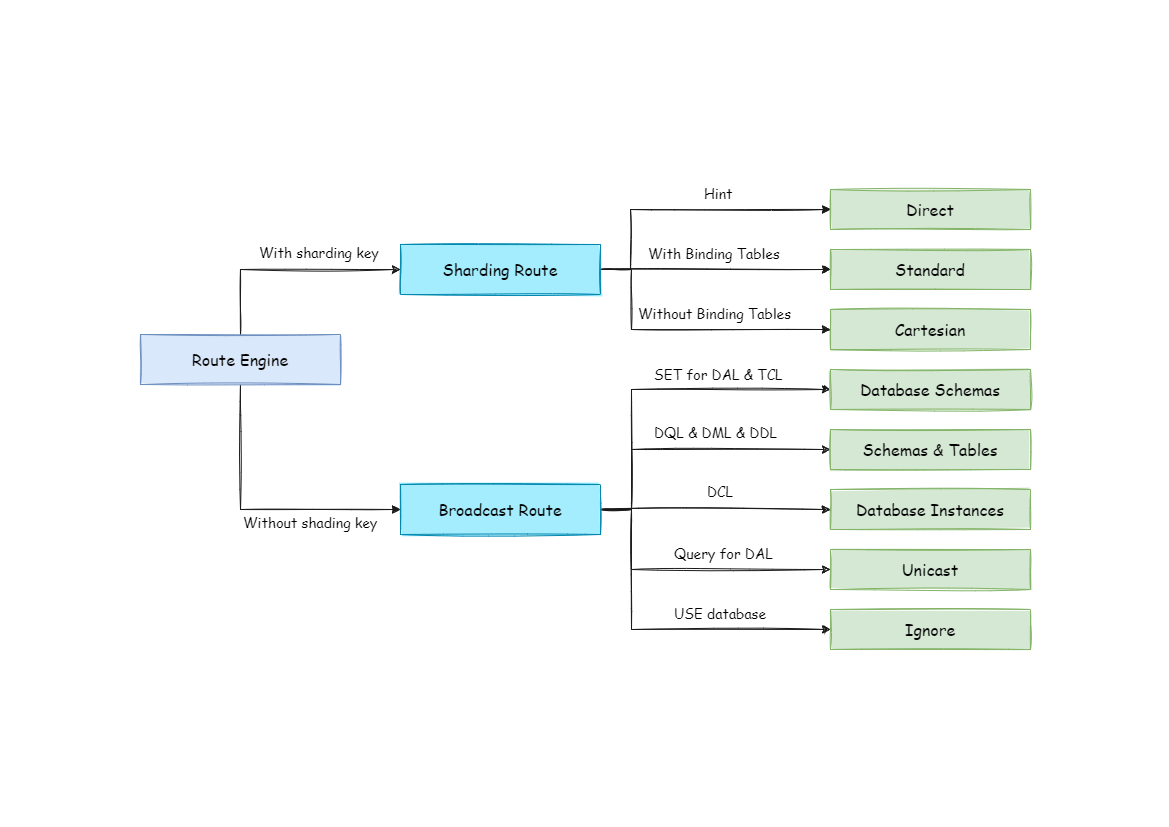 Hint
Direct
With sharding key
Sharding Route
With Binding Tables
Standard
Without Binding Tables
Cartesian
Route Engine
SET for DAL & TCL
Database Schemas
DQL & DML & DDL
Schemas & Tables
Without shading key
Broadcast Route
DCL
Database Instances
Query for DAL
Unicast
USE database
Ignore